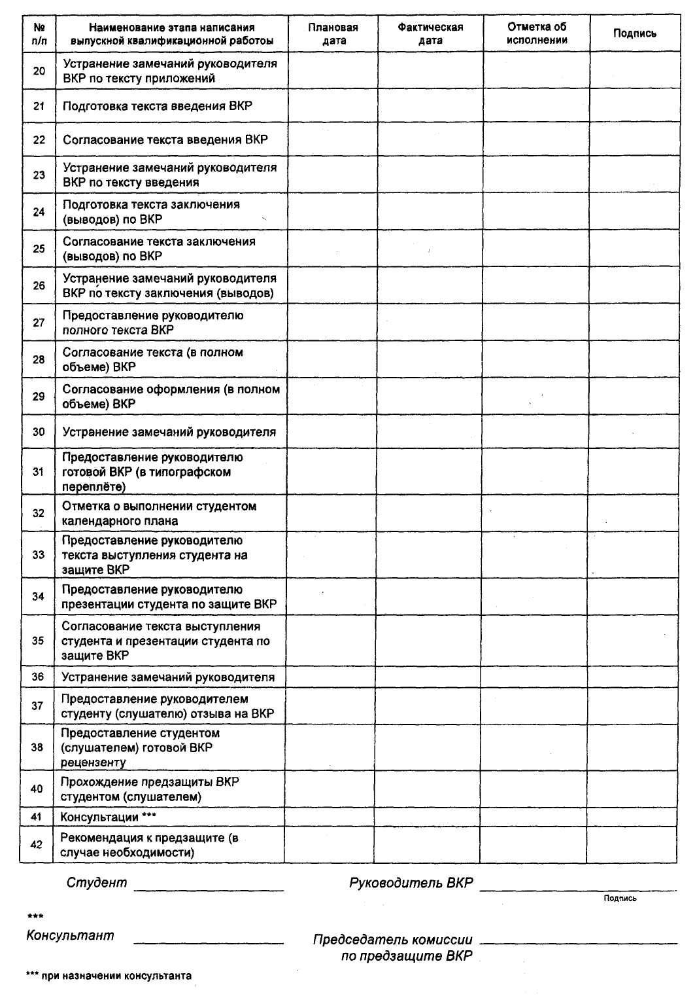 № п/п
Наименование этапа написания
выпускной квалификационной работоы
Плановая
дата
Фактическая
дата
Отметка об
исполнении
Подпись
20
Устранение замечаний руководителя
ВКР по тексту приложений
21
Подготовка текста введения ВКР
22
Согласование текста введения ВКР
23
Устранение замечаний руководителя
ВКР по тексту введения
24
Подготовка текста заключения
(выводов) по ВКР
25
Согласование текста заключения
(выводов) по ВКР
26
Устранение замечаний руководителя
ВКР по тексту заключения (выводов)
27
Предоставление руководителю
полного текста ВКР
28
Согласование текста (в полном
объеме) ВКР
29
Согласование оформления (в полном
объеме) ВКР
30
Устранение замечаний руководителя
31
Предоставление руководителю
готовой ВКР (в типографском
переплёте)
32
Отметка о выполнении студентом
календарного плана
33
Предоставление руководителю
текста выступления студента на
защите ВКР
34
Предоставление руководителю
презентации студента по защите ВКР
35
Согласование текста выступления
студента и презентации студента по
защите ВКР
36
Устранение замечаний руководителя
37
Предоставление руководителем
студенту (слушателю) отзыва на ВКР
38
Предоставление студентом
(слушателем) готовой ВКР
рецензенту
40
Прохождение предзащиты ВКР
студентом (слушателем)
41
Консультации ***
42
Рекомендация к предзащите (в
случае необходимости)
Студент
Руководитель ВКР
Подпись
***
Консультант
Председатель комиссии
по предзащите ВКР
*** при назначении консультанта